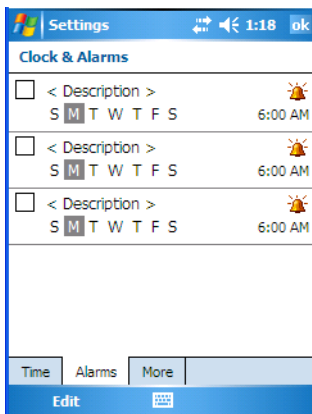 Settings 1:18 ok
Clock & Alarms
< Description >
S M T W T F S 6:00 AM
< Description >
S M T W T F S 6:00 AM
< Description >
S M T W T F S 6:00 AM
Time Alarms More
Edit